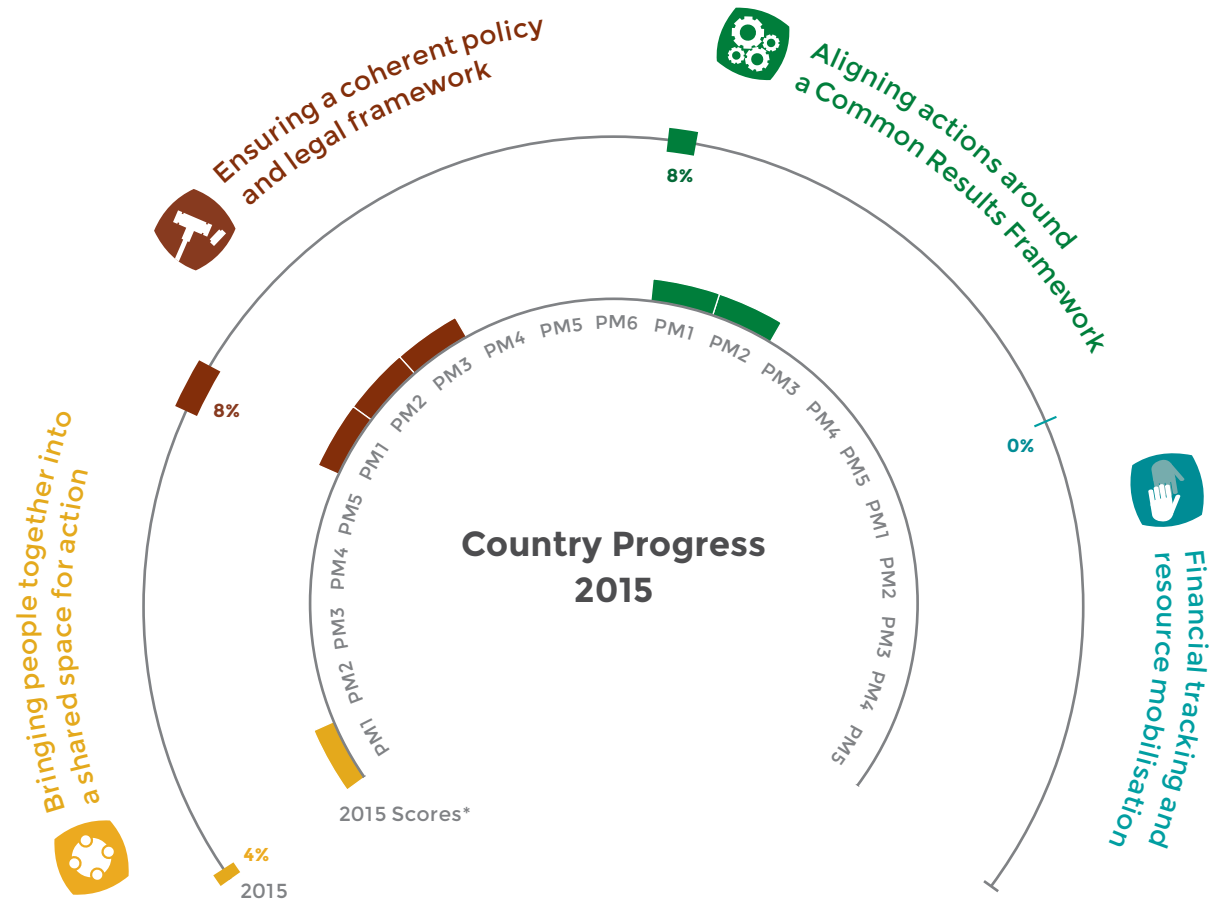 Ensuring a coherent policy
and legal framework
Aligning actions around
a Common Results Framework
8%
8%
0%
Bringing people together into
a shared space for action
Financial tracking and
resource mobilisation
PM1
PM2
PM3
PM4
PM5
PM1
PM2
PM3
PM4
PM5
PM6
PM1
PM2
PM3
PM4
PM5
PM1
PM2
PM3
PM4
PM5
Country Progress
2015
2015 Scores*
4%
2015